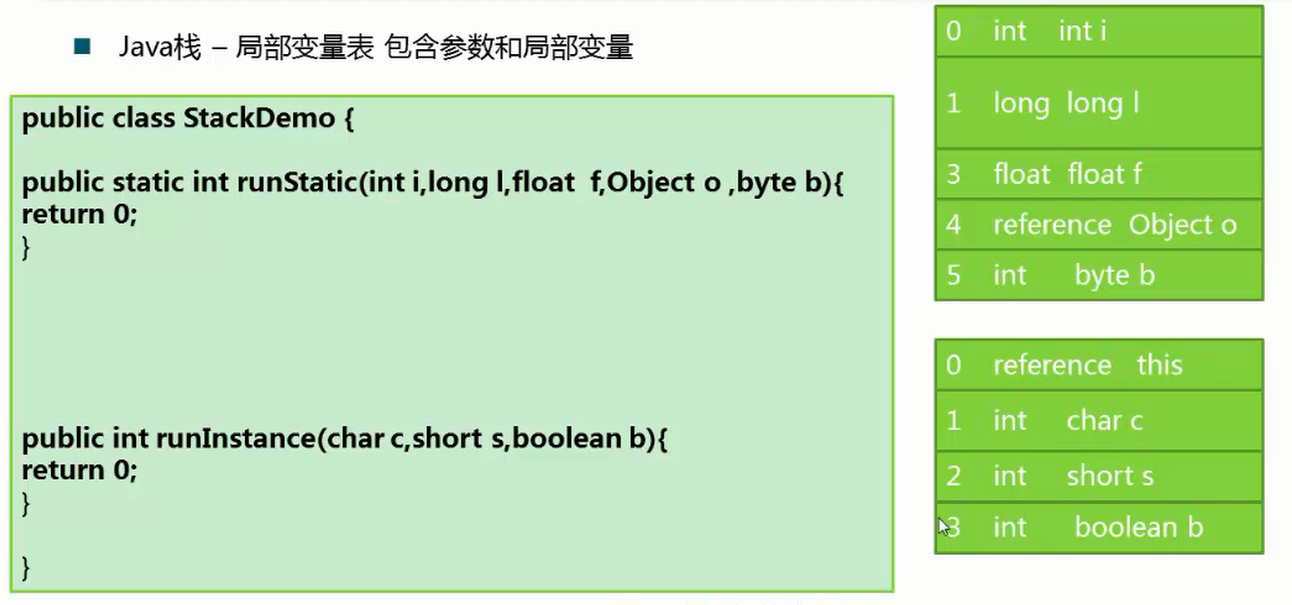 Java栈 – 局部变量表 包含参数和局部变量
public class StackDemo {
public static int runStatic(int i,long l,float  f,Object o ,byte b){
return 0;
}
public int runInstance(char c,short s,boolean b){
return 0;
}
}
0 int int i
1 long long l
3 float float f
4 reference Object o
5 int byte b
0 reference this
1 int char c
2 int short s
3 int boolean b